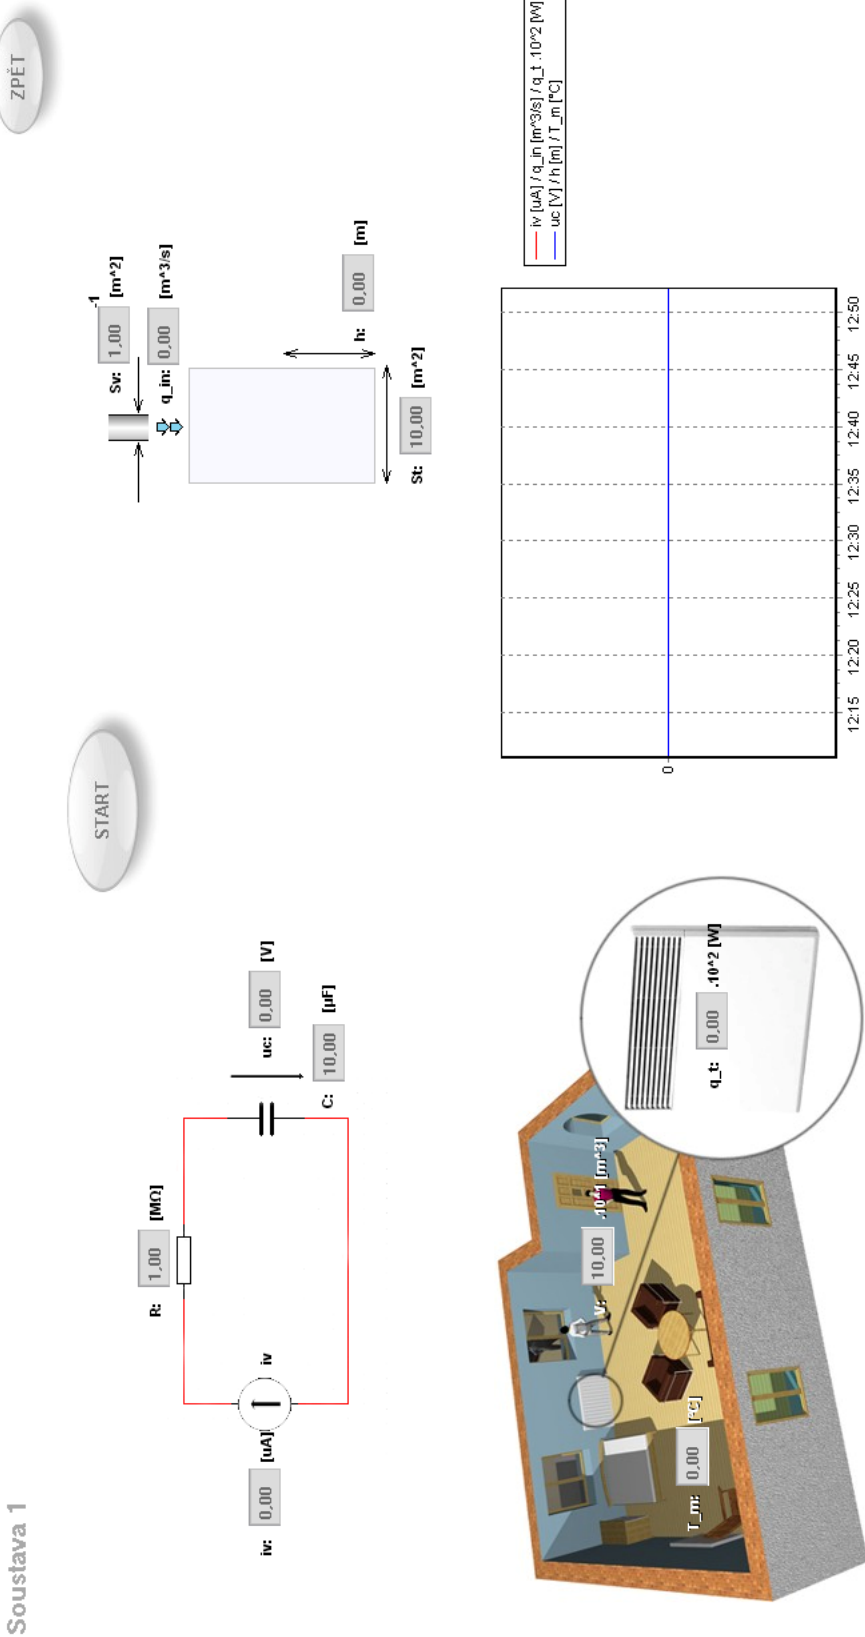 Soustava 1
START
ZPĚT
R: 1,00 [MΩ]
iv: 0,00 [uA]
iv
uc: 0,00 [V]
C: 10,00 [µF]
-1
Sv: 1,00 [m^2]
q_in: 0,00 [m^3/s]
h: 0,00 [m]
St: 10,00 [m^2]
V: 10,00 .10^1 [m^3]
T_m: 0,00 [°C]
q_t: 0,00 .10^2 [W]
iv [uA] / q_in [m^3/s] / q_t .10^2 [W]
uc [V] / h [m] / T_m [°C]
0
12:15 12:20 12:25 12:30 12:35 12:40 12:45 12:50